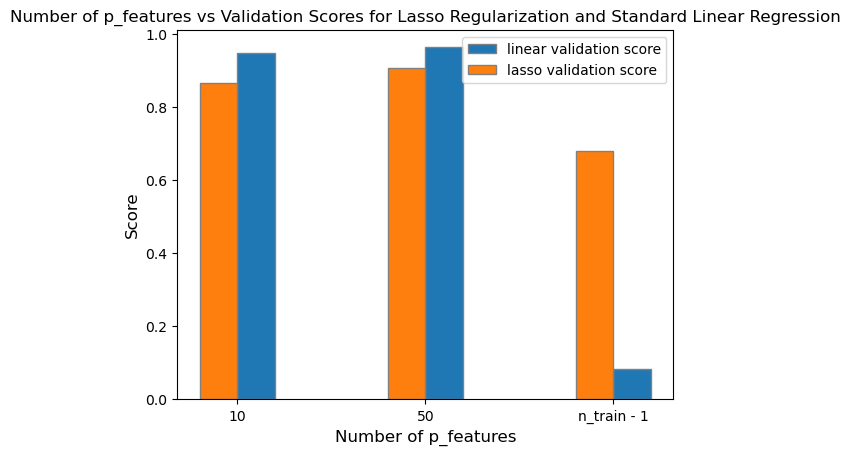 Number of p_features vs Validation Scores for Lasso Regularization and Standard Linear Regression
linear validation score
lasso validation score
1.0
0.8
0.6
0.4
0.2
0.0
Score
10
50
n_train - 1
Number of p_features